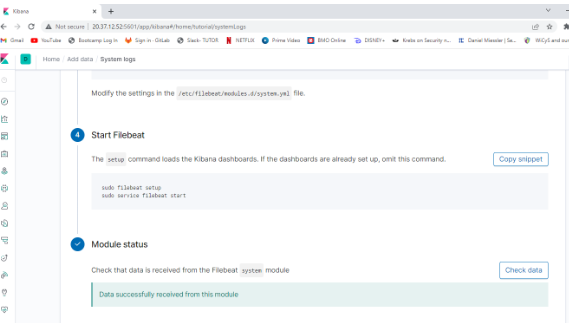 Kibana
Not secure | 20.37.12.52:5601/app/kibana#/home/tutorial/systemLogs
Gmail YouTube Bootcamp Log In Sign in · GitLab Slack- TUTOR NETFLIX Prime Video BMO Online DISNEY+ Krebs on Security n... Daniel Miessler | Se...
D Home Add data System logs
Modify the settings in the /etc/filebeat/modules.d/system.yml file.
4 Start Filebeat
The setup command loads the Kibana dashboards. If the dashboards are already set up, omit this command.
Copy snippet
sudo filebeat setup
sudo service filebeat start
Module status
Check that data is received from the Filebeat system module
Check data
Data successfully received from this module